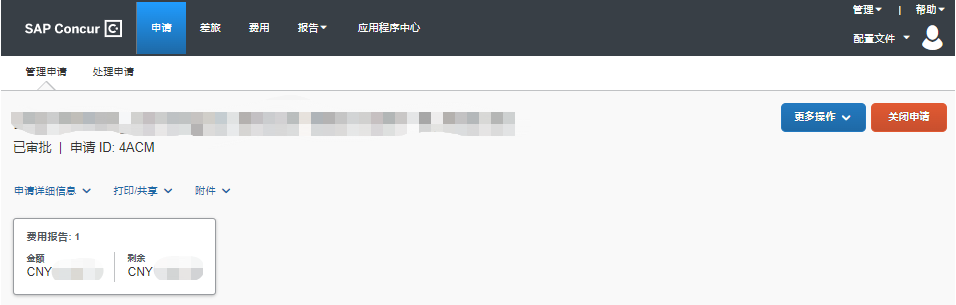 管理 | 帮助
SAP Concur C 申请 差旅 费用 报告 应用程序中心
配置文件
管理申请 处理申请
更多操作 关闭申请
已审批 | 申请 ID: 4ACM
申请详细信息 打印/共享 附件
费用报告: 1
金额 剩余
CNY CNY